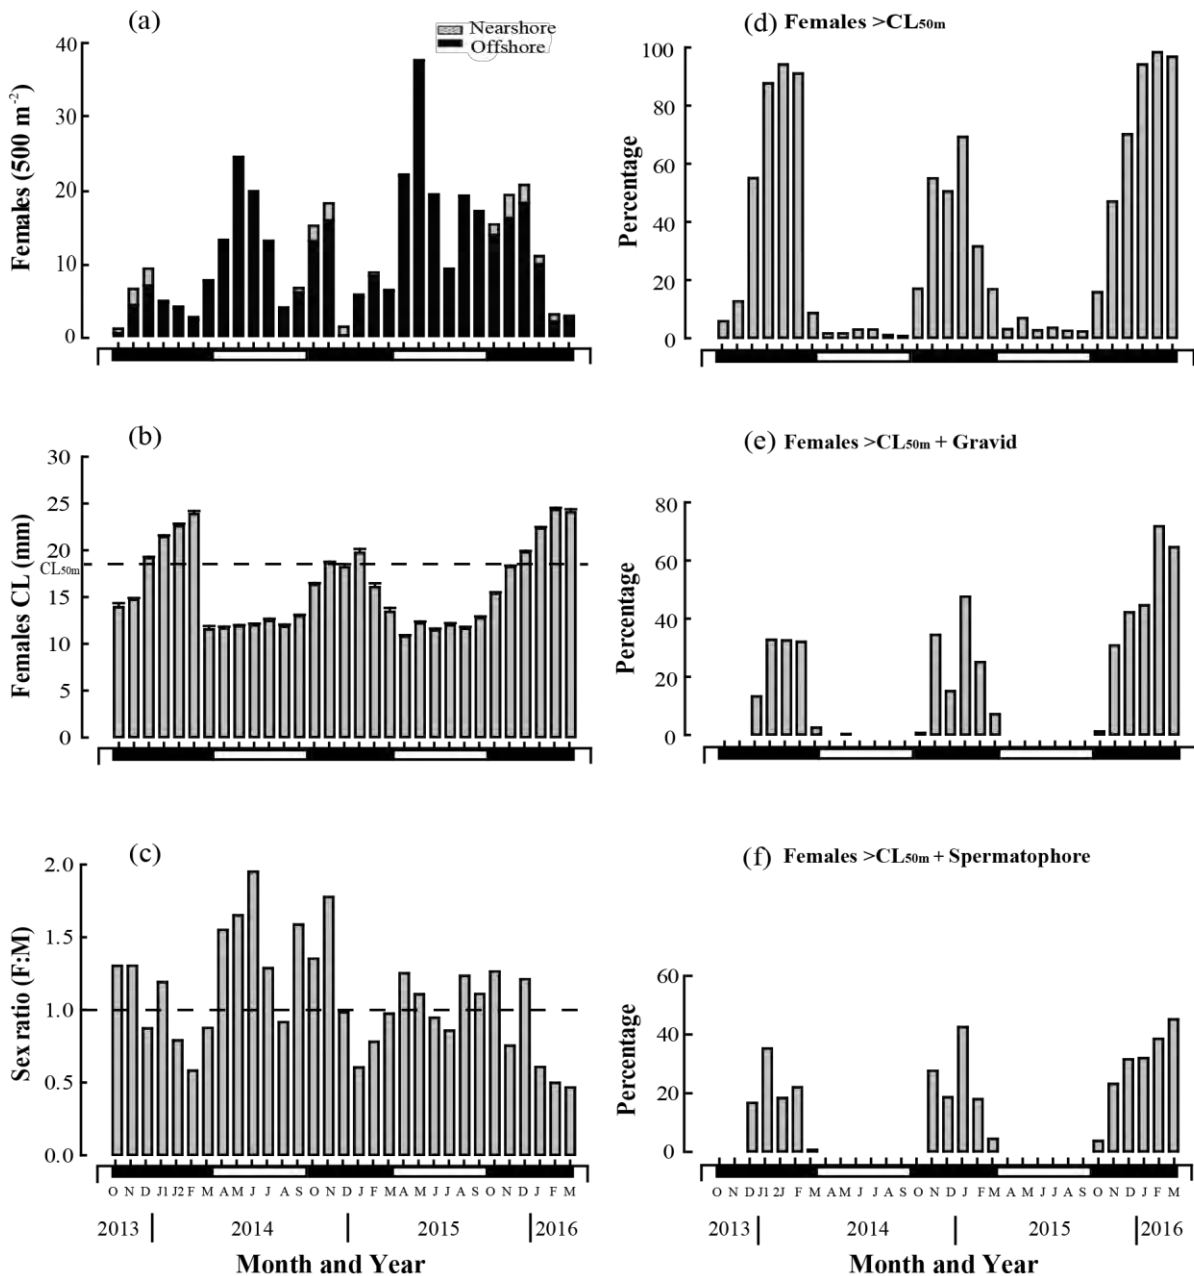 (a)
Nearshore
Offshore
40
30
20
10
0
Females (500 m⁻²)
(d) Females >CL50m
100
80
60
40
20
0
Percentage
(b)
30
25
20
CL50m
15
10
5
0
Females CL (mm)
(e) Females >CL50m + Gravid
80
60
40
20
0
Percentage
(c)
2.0
1.5
1.0
0.5
0.0
Sex ratio (F:M)
O N D J1 J2 F M A M J J A S O N D J F M A M J J A S O N D J F M
2013 2014 2015 2016
Month and Year
(f) Females >CL50m + Spermatophore
60
40
20
0
Percentage
O N D J1 2J F M A M J J A S O N D J F M A M J J A S O N D J F M
2013 2014 2015 2016
Month and Year